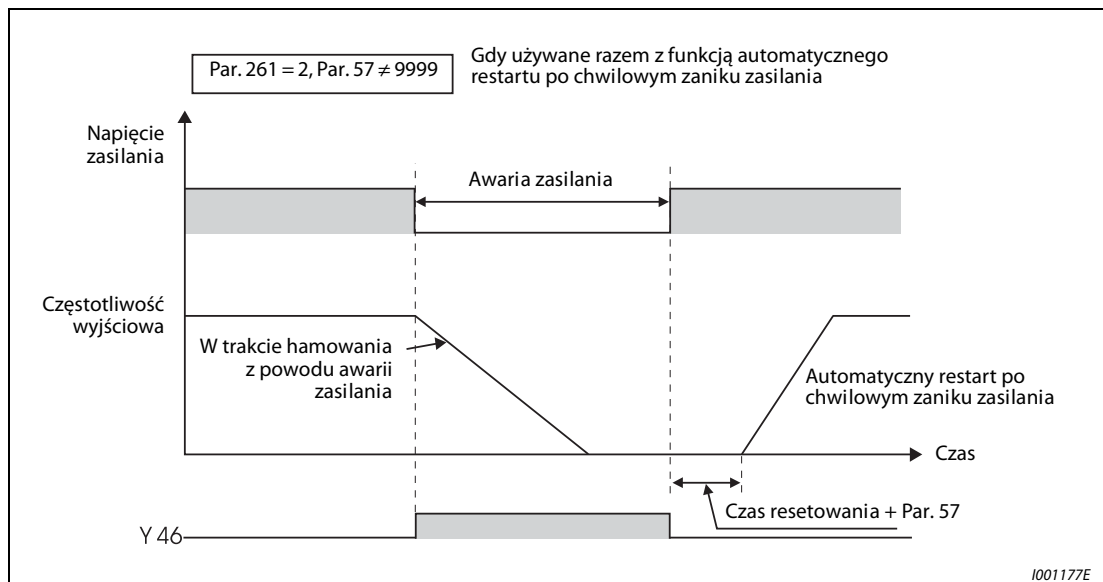 Par. 261 = 2, Par. 57 ≠ 9999
Gdy używane razem z funkcją automatycznego
restartu po chwilowym zaniku zasilania
Napięcie
zasilania
Awaria zasilania
Częstotliwość
wyjściowa
W trakcie hamowania
z powodu awarii
zasilania
Automatyczny restart po
chwilowym zaniku zasilania
Czas
Czas resetowania + Par. 57
Y 46
I001177E